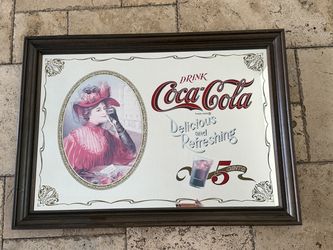 DRINK
Coca-Cola
Delicious
and
Refreshing
5